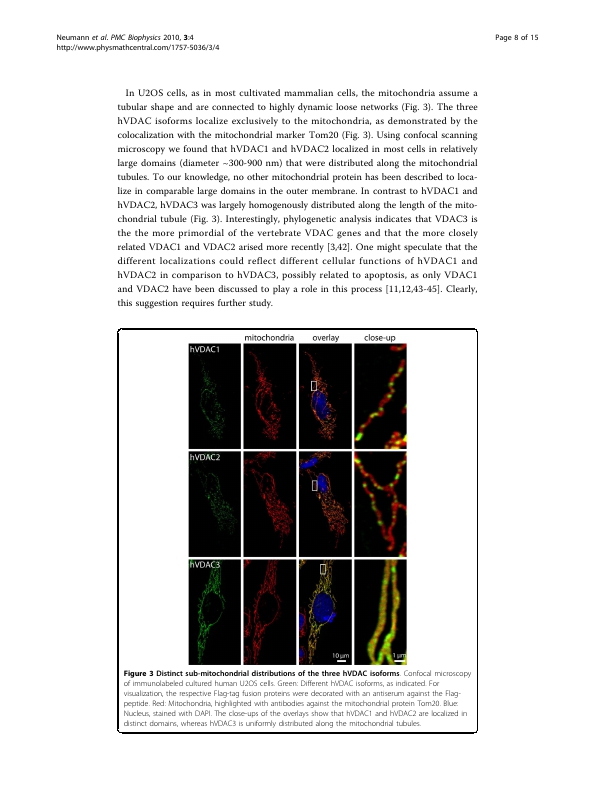 Neumann et al. PMC Biophysics 2010, 3:4
http://www.physmathcentral.com/1757-5036/3/4
Page 8 of 15
In U2OS cells, as in most cultivated mammalian cells, the mitochondria assume a
tubular shape and are connected to highly dynamic loose networks (Fig. 3). The three
hVDAC isoforms localize exclusively to the mitochondria, as demonstrated by the
colocalization with the mitochondrial marker Tom20 (Fig. 3). Using confocal scanning
microscopy we found that hVDAC1 and hVDAC2 localized in most cells in relatively
large domains (diameter ~300-900 nm) that were distributed along the mitochondrial
tubules. To our knowledge, no other mitochondrial protein has been described to loca-
lize in comparable large domains in the outer membrane. In contrast to hVDAC1 and
hVDAC2, hVDAC3 was largely homogenously distributed along the length of the mito-
chondrial tubule (Fig. 3). Interestingly, phylogenetic analysis indicates that VDAC3 is
the the more primordial of the vertebrate VDAC genes and that the more closely
related VDAC1 and VDAC2 arised more recently [3,42]. One might speculate that the
different localizations could reflect different cellular functions of hVDAC1 and
hVDAC2 in comparison to hVDAC3, possibly related to apoptosis, as only VDAC1
and VDAC2 have been discussed to play a role in this process [11,12,43-45]. Clearly,
this suggestion requires further study.
mitochondria overlay close-up
hVDAC1
hVDAC2
hVDAC3
10 µm 1 µm
Figure 3 Distinct sub-mitochondrial distributions of the three hVDAC isoforms. Confocal microscopy
of immunolabeled cultured human U2OS cells. Green: Different hVDAC isoforms, as indicated. For
visualization, the respective Flag-tag fusion proteins were decorated with an antiserum against the Flag-
peptide. Red: Mitochondria, highlighted with antibodies against the mitochondrial protein Tom20. Blue:
Nucleus, stained with DAPI. The close-ups of the overlays show that hVDAC1 and hVDAC2 are localized in
distinct domains, whereas hVDAC3 is uniformly distributed along the mitochondrial tubules.